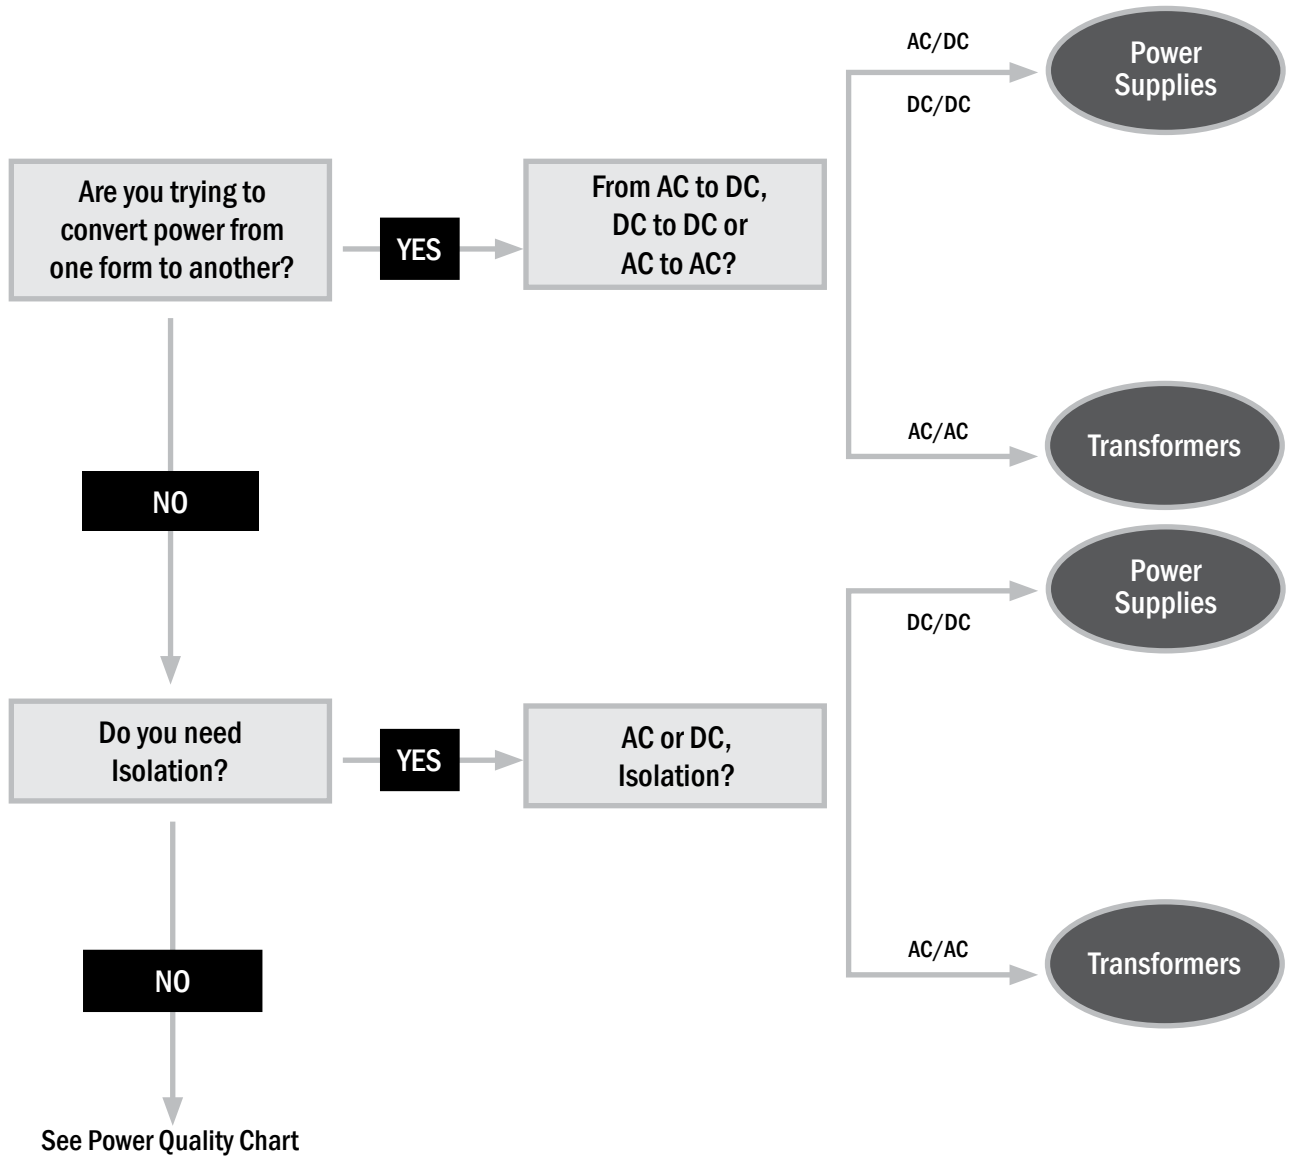 AC/DC
Power
Supplies
DC/DC
Are you trying to
convert power from
one form to another?
YES
From AC to DC,
DC to DC or
AC to AC?
AC/AC
Transformers
NO
Power
Supplies
DC/DC
Do you need
Isolation?
YES
AC or DC,
Isolation?
AC/AC
Transformers
NO
See Power Quality Chart